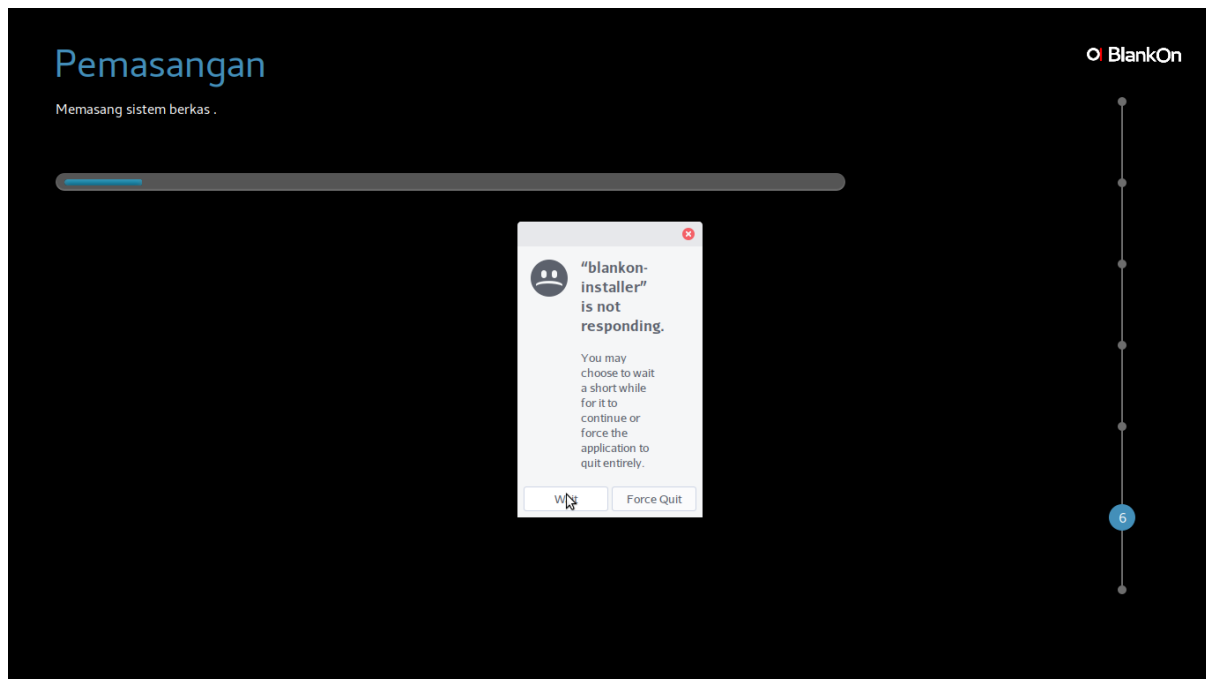 Pemasangan
BlankOn
Memasang sistem berkas .
“blankon-
installer”
is not
responding.
You may
choose to wait
a short while
for it to
continue or
force the
application to
quit entirely.
Wait
Force Quit
6